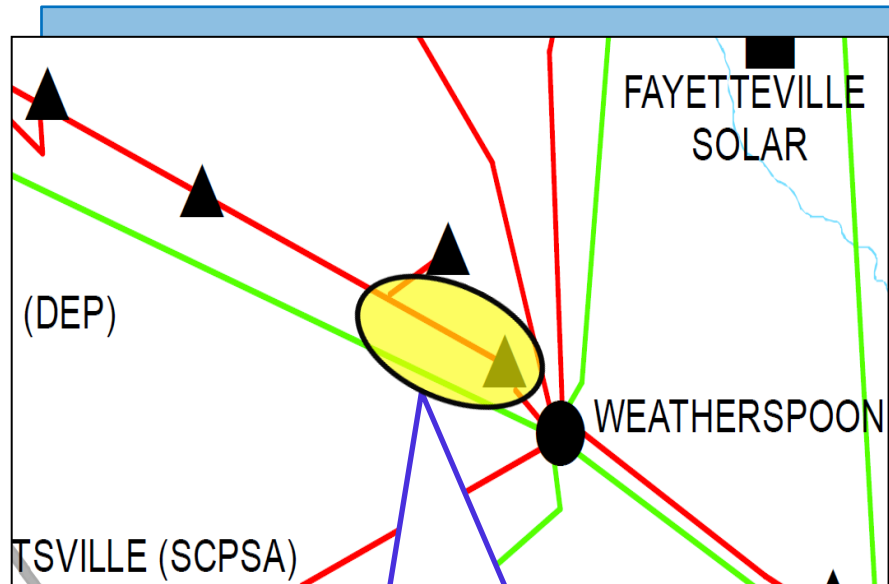 FAYETTEVILLE
SOLAR
(DEP)
WEATHERSPOON
TSVILLE (SCPSA)